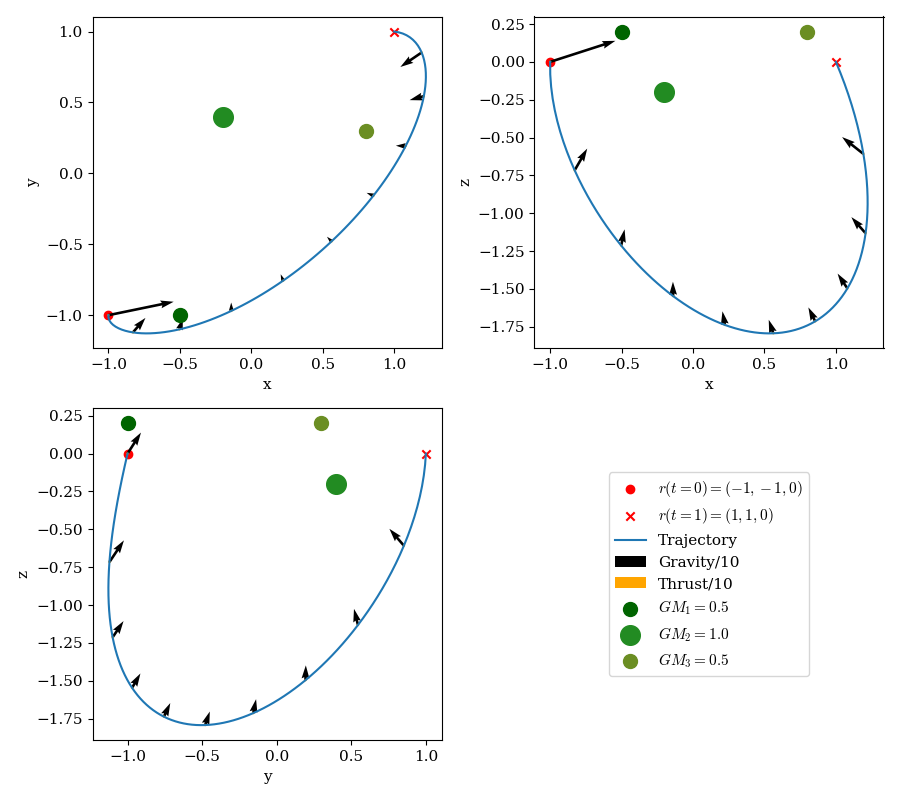 1.0
0.5
0.0
−0.5
−1.0
y
−1.0 −0.5 0.0 0.5 1.0
x
0.25
0.00
−0.25
−0.50
−0.75
−1.00
−1.25
−1.50
−1.75
z
−1.0 −0.5 0.0 0.5 1.0
x
0.25
0.00
−0.25
−0.50
−0.75
−1.00
−1.25
−1.50
−1.75
z
−1.0 −0.5 0.0 0.5 1.0
y
r(t = 0) = (−1, −1, 0)
r(t = 1) = (1, 1, 0)
Trajectory
Gravity/10
Thrust/10
GM₁ = 0.5
GM₂ = 1.0
GM₃ = 0.5